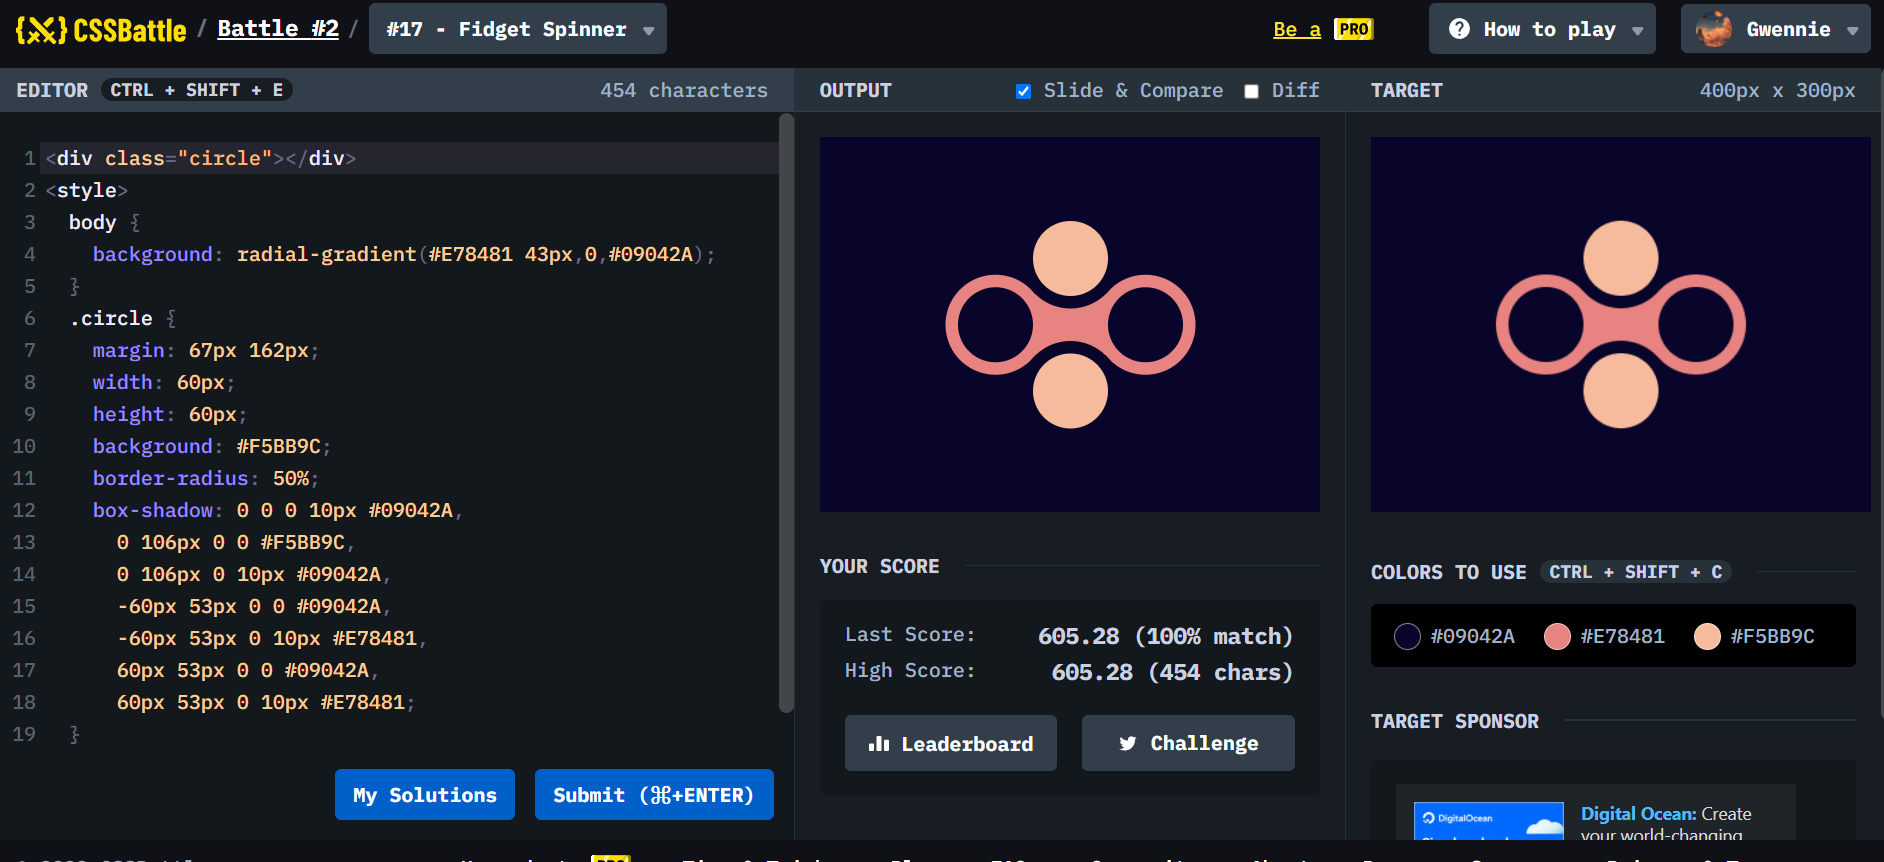 {X} CSSBattle / Battle #2 / #17 - Fidget Spinner Be a PRO How to play Gwennie
EDITOR CTRL + SHIFT + E 454 characters
1 <div class="circle"></div>
2 <style>
3 body {
4 background: radial-gradient(#E78481 43px,0,#09042A);
5 }
6 .circle {
7 margin: 67px 162px;
8 width: 60px;
9 height: 60px;
10 background: #F5BB9C;
11 border-radius: 50%;
12 box-shadow: 0 0 0 10px #09042A,
13 0 106px 0 0 #F5BB9C,
14 0 106px 0 10px #09042A,
15 -60px 53px 0 0 #09042A,
16 -60px 53px 0 10px #E78481,
17 60px 53px 0 0 #09042A,
18 60px 53px 0 10px #E78481;
19 }
My Solutions Submit (⌘+ENTER)
OUTPUT Slide & Compare Diff
YOUR SCORE
Last Score: 605.28 (100% match)
High Score: 605.28 (454 chars)
Leaderboard Challenge
TARGET 400px x 300px
COLORS TO USE CTRL + SHIFT + C
#09042A #E78481 #F5BB9C
TARGET SPONSOR
DigitalOcean
Digital Ocean: Create
your world-changing